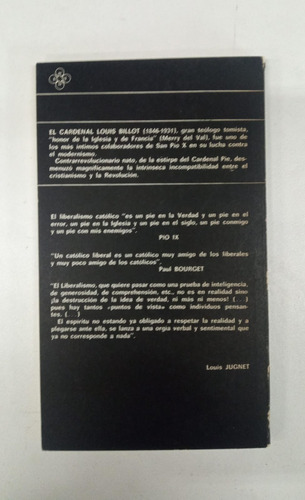 EL CARDENAL LOUIS BILLOT (1846-1931), gran teólogo tomista,
"honor de la Iglesia y de Francia" (Merry del Val), fue uno de
los más íntimos colaboradores de San Pío X en su lucha contra
el modernismo.
Contrarrevolucionario nato, de la estirpe del Cardenal Pie, des-
menuzó magníficamente la intrínseca incompatibilidad entre el
cristianismo y la Revolución.
El liberalismo católico "es un pie en la Verdad y un pie en el
error, un pie en la Iglesia y un pie en el siglo, un pie conmigo
y un pie con mis enemigos".
PIO IX
"Un católico liberal es un católico muy amigo de los liberales
y muy poco amigo de los católicos".
Paul BOURGET
"El Liberalismo, que quiere pasar como una prueba de inteligencia,
de generosidad, de comprensión, etc., no es en realidad sino
¡la destrucción de la idea de verdad, ni más ni menos! (...)
pues hay tantos «puntos de vista» como individuos pensan-
tes. (...)
El espíritu no estando ya obligado a respetar la realidad y a
plegarse ante ella, se lanza a una orgía verbal y sentimental que
ya no corresponde a nada".
Louis JUGNET